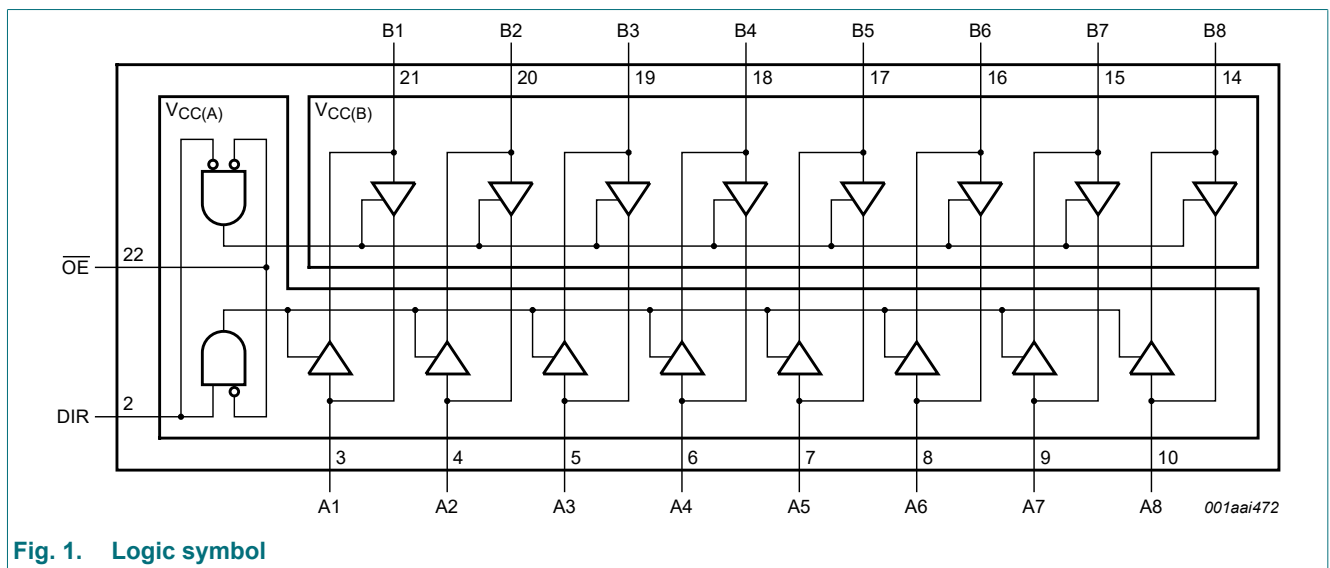 B1 B2 B3 B4 B5 B6 B7 B8
21 20 19 18 17 16 15 14
VCC(A) VCC(B)
OE 22
DIR 2
3 4 5 6 7 8 9 10
A1 A2 A3 A4 A5 A6 A7 A8 001aai472
Fig. 1. Logic symbol